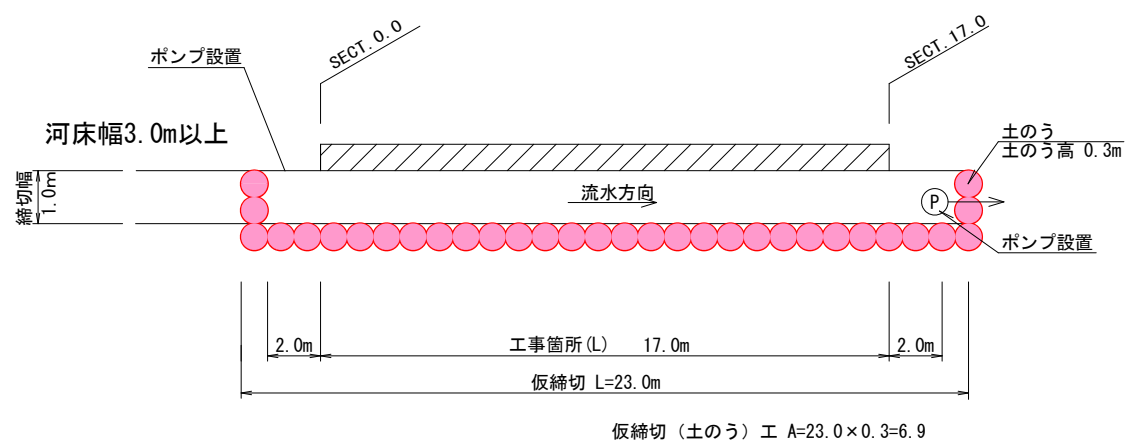 SECT.0.0
SECT.17.0
ポンプ設置
河床幅3.0m以上
土のう
土のう高 0.3m
締切幅
1.0m
流水方向
P
ポンプ設置
2.0m
工事箇所(L) 17.0m
2.0m
仮締切 L=23.0m
仮締切（土のう）工 A=23.0×0.3=6.9